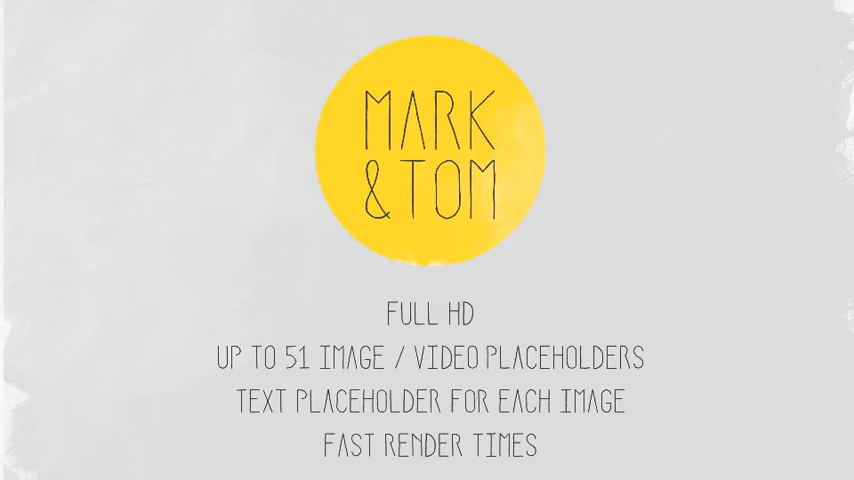 MARK
& TOM
FULL HD
UP TO 51 IMAGE / VIDEO PLACEHOLDERS
TEXT PLACEHOLDER FOR EACH IMAGE
FAST RENDER TIMES